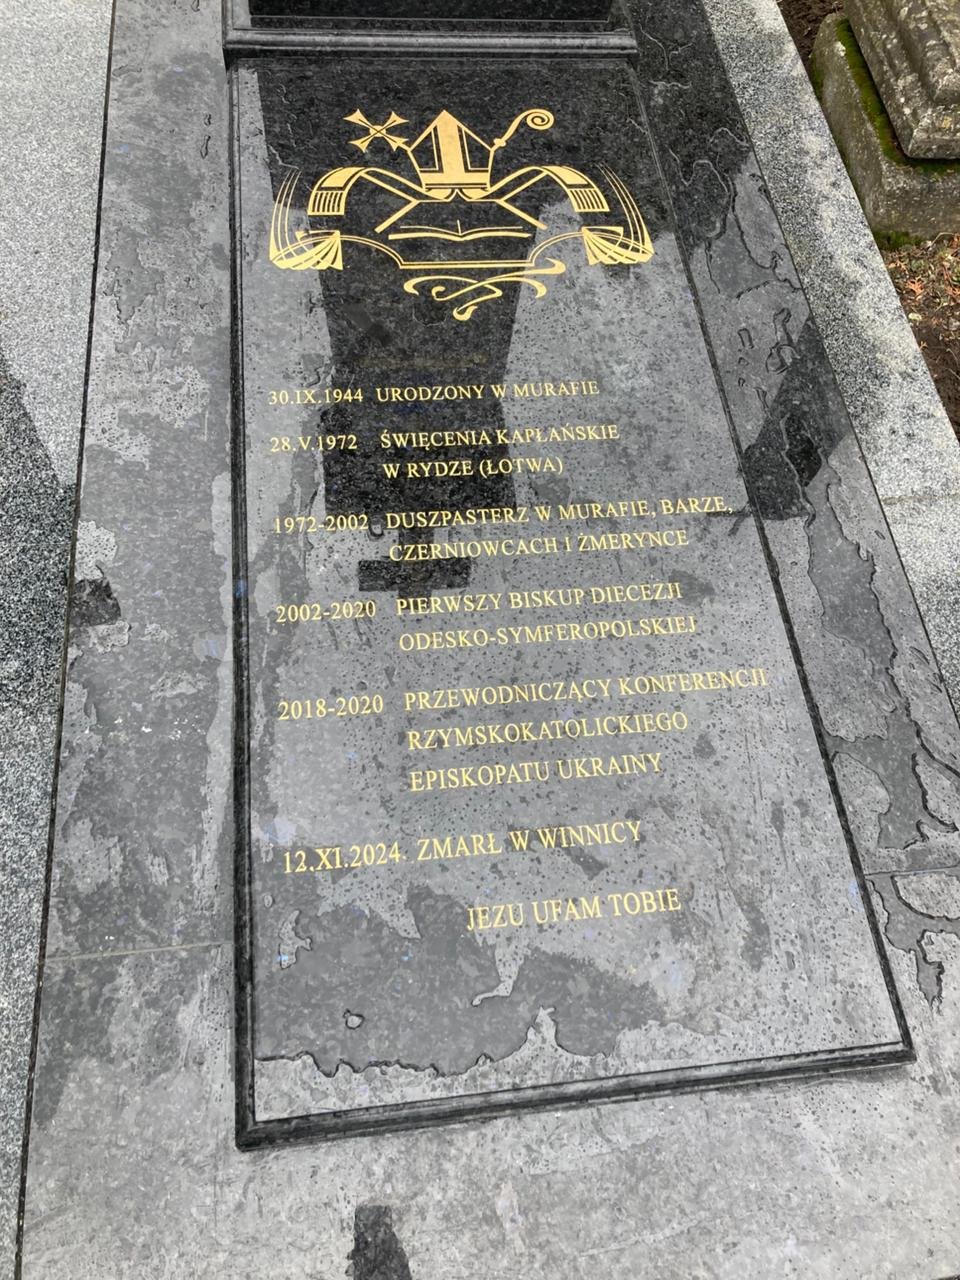 30.IX.1944 URODZONY W MURAFIE
28.V.1972 ŚWIĘCENIA KAPŁAŃSKIE
W RYDZE (ŁOTWA)
1972-2002 DUSZPASTERZ W MURAFIE, BARZE,
CZERNIOWCACH I ŻMERYNCE
2002-2020 PIERWSZY BISKUP DIECEZJI
ODESKO-SYMFEROPOLSKIEJ
2018-2020 PRZEWODNICZĄCY KONFERENCJI
RZYMSKOKATOLICKIEGO
EPISKOPATU UKRAINY
12.XI.2024. ZMARŁ W WINNICY
JEZU UFAM TOBIE